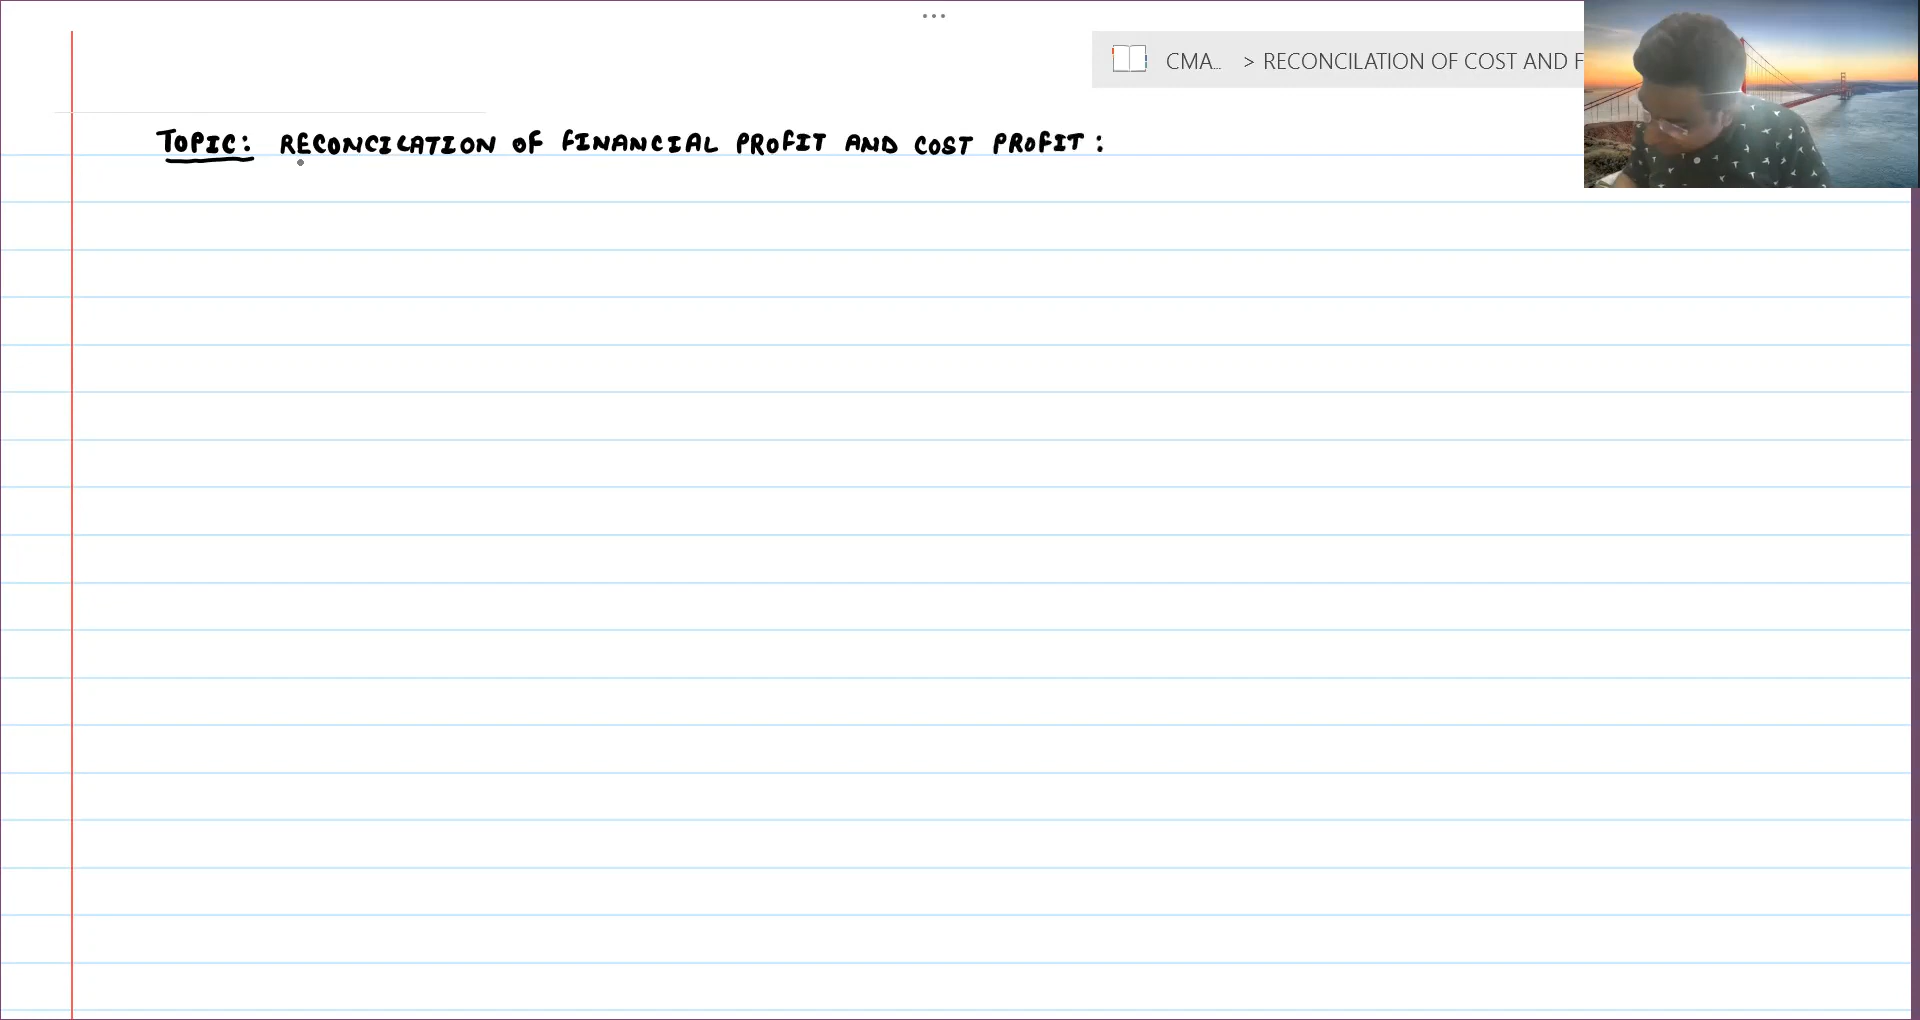 CMA... > RECONCILATION OF COST AND F
TOPIC: RECONCILATION OF FINANCIAL PROFIT AND COST PROFIT :